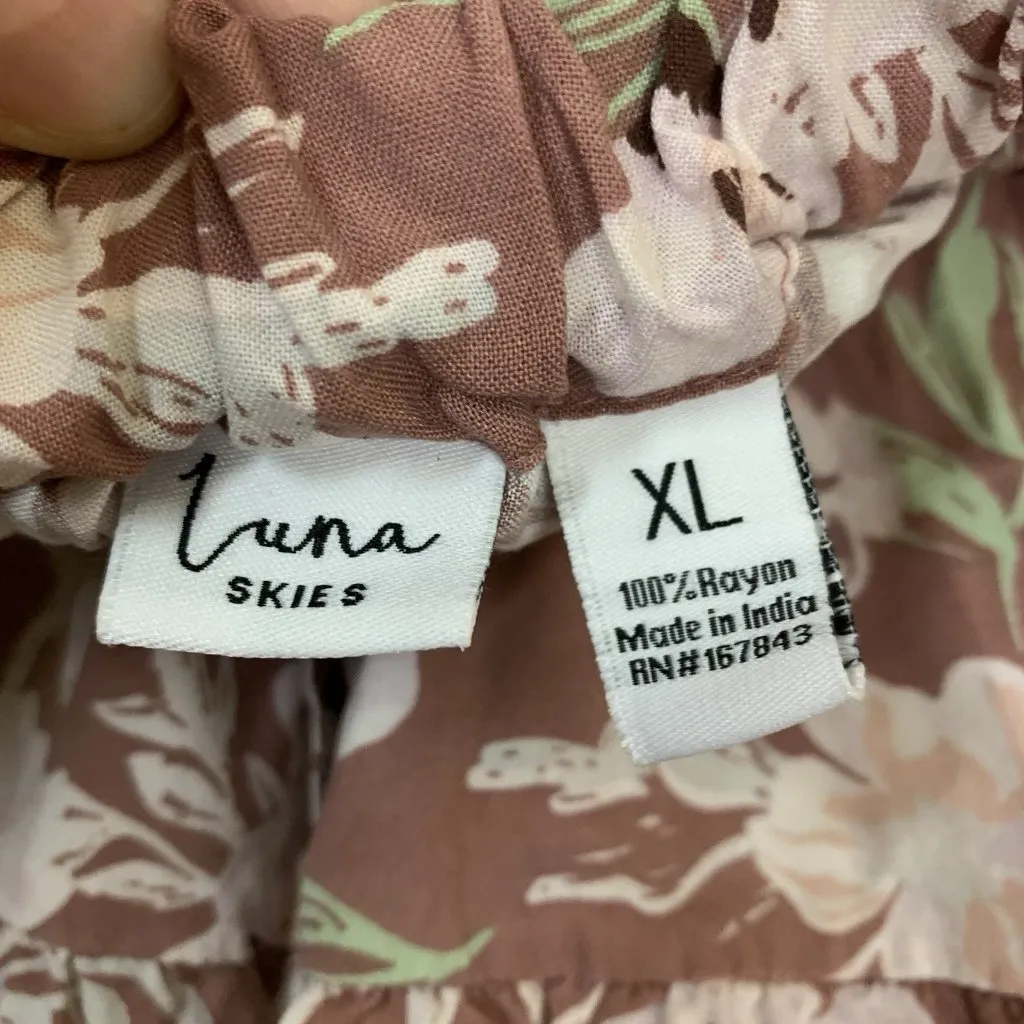 Luna
SKIES
XL
100% Rayon
Made in India
RN#167843